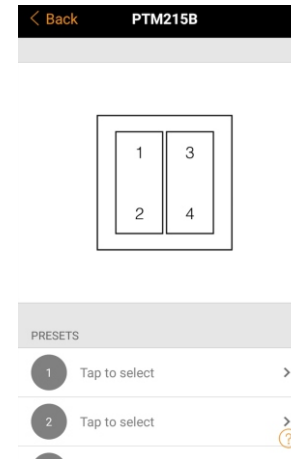 < Back PTM215B
1 3
2 4
PRESETS
1 Tap to select >
2 Tap to select >
?